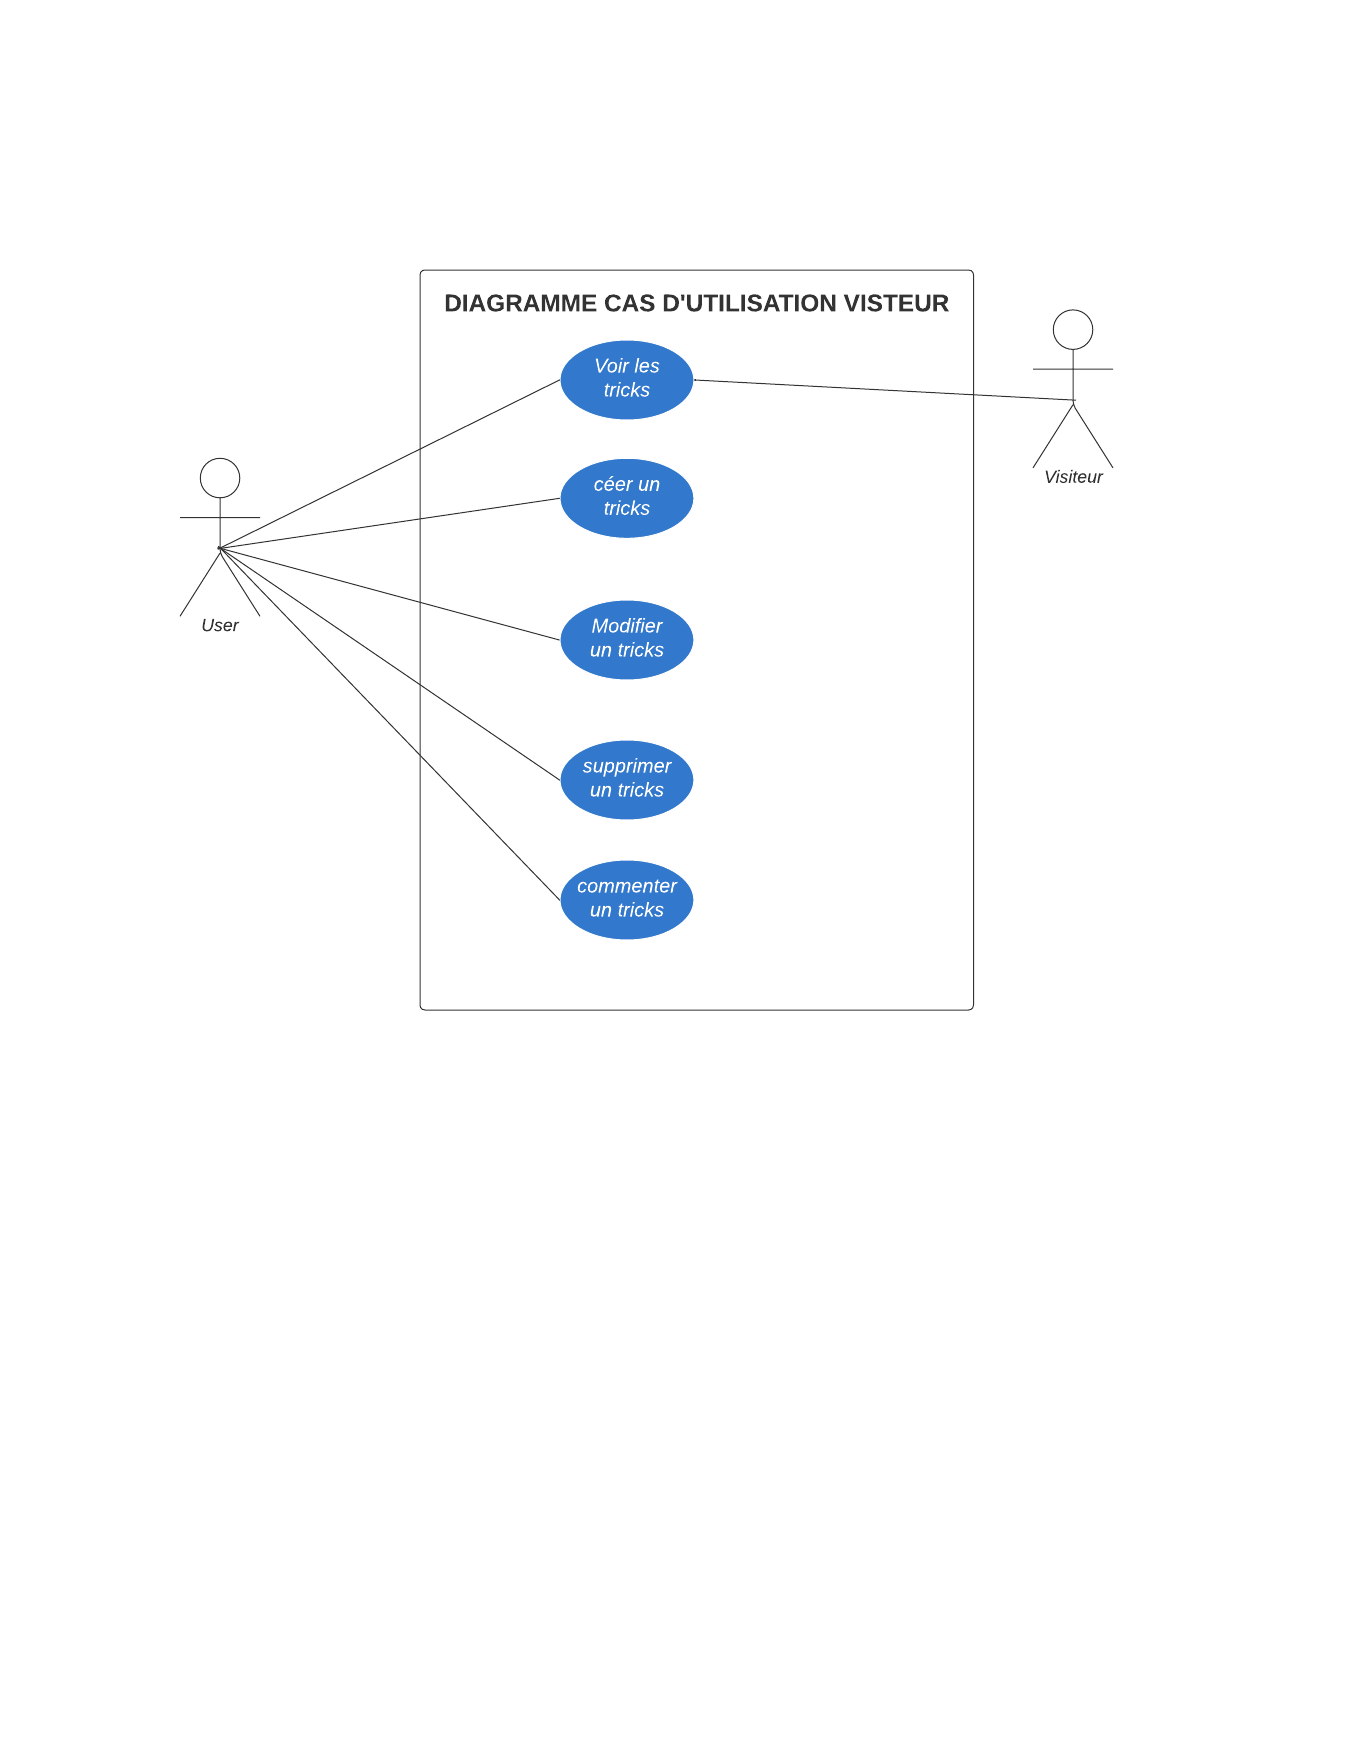 DIAGRAMME CAS D'UTILISATION VISTEUR
Voir les
tricks
céer un
tricks
Modifier
un tricks
supprimer
un tricks
commenter
un tricks
User
Visiteur